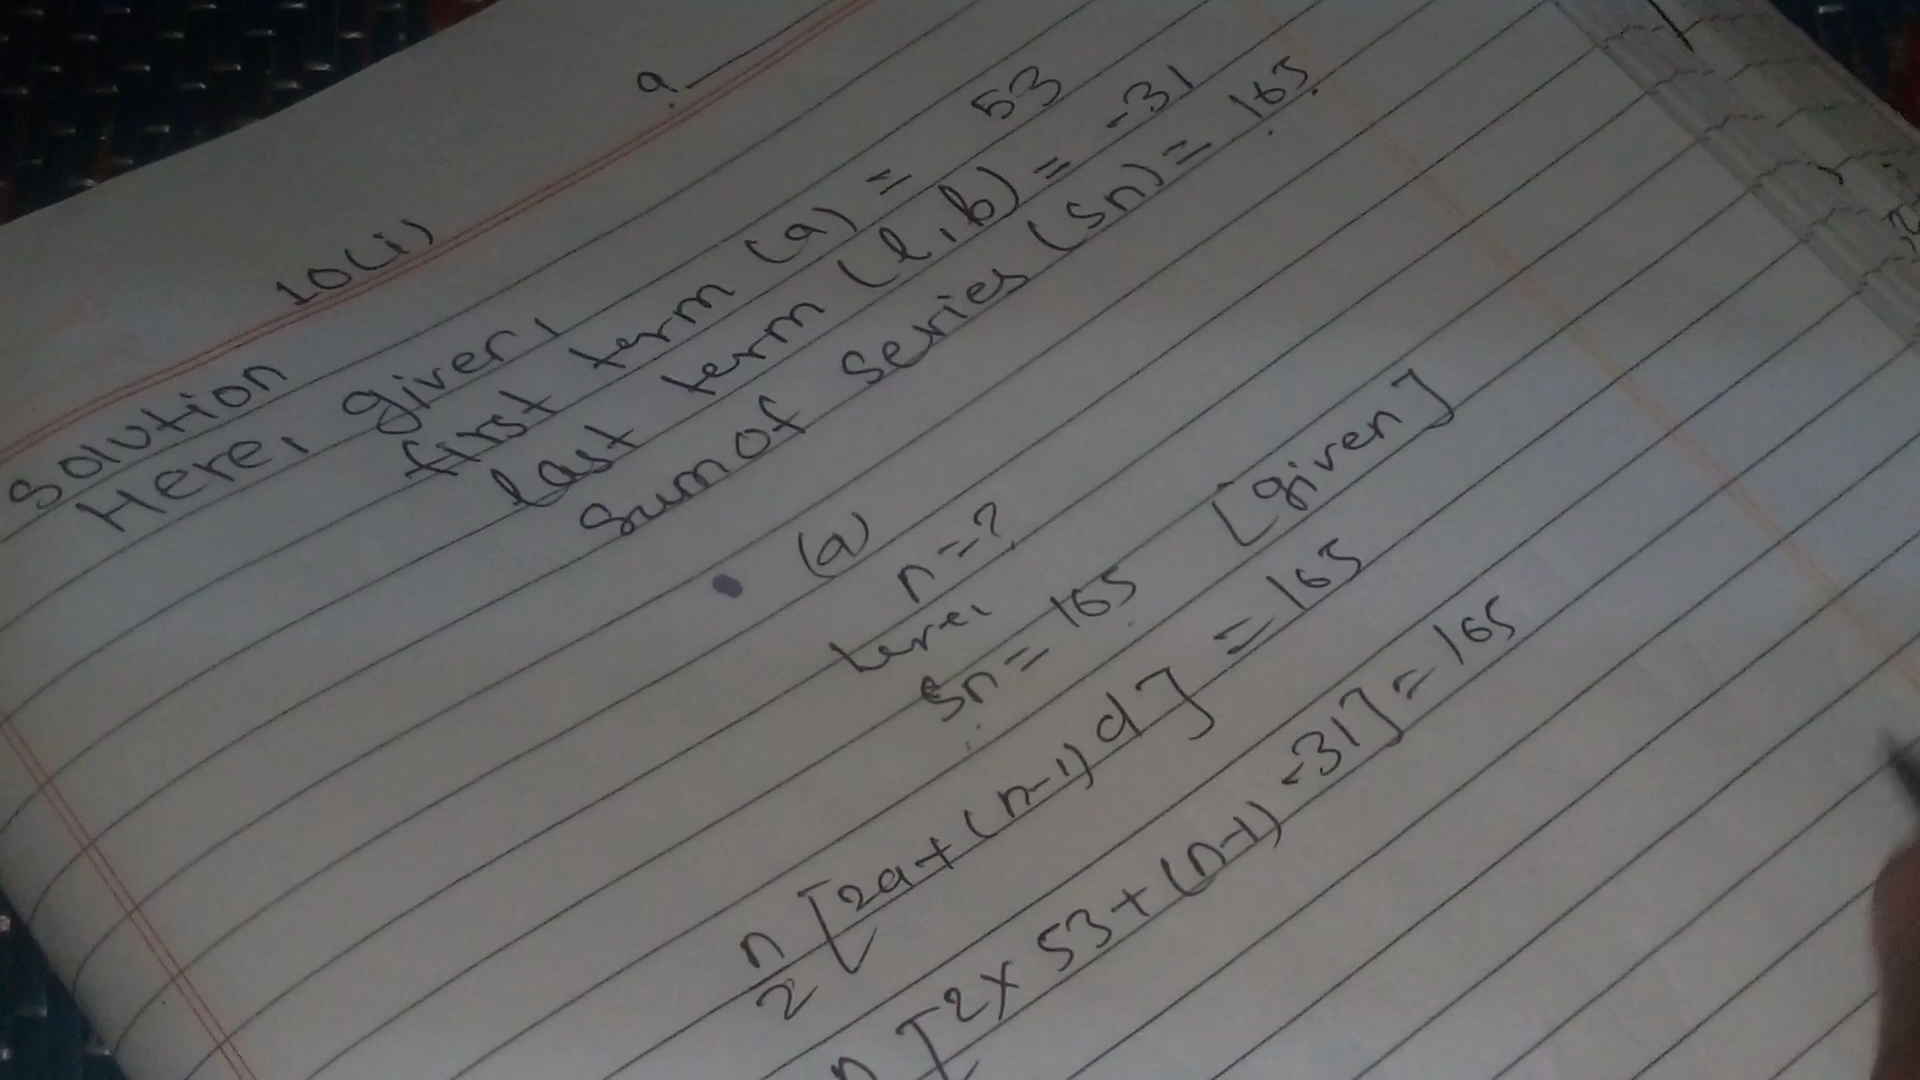 10(i)
Solution
Here, given,
first term (a) = 53
last term (l, b) = -31
Sum of Series (Sn) = 165
(a)
n = ?
here,
Sn = 165 [given]
n/2 [2a + (n-1) d] = 165
n [2 x 53 + (n-1) -31] = 165